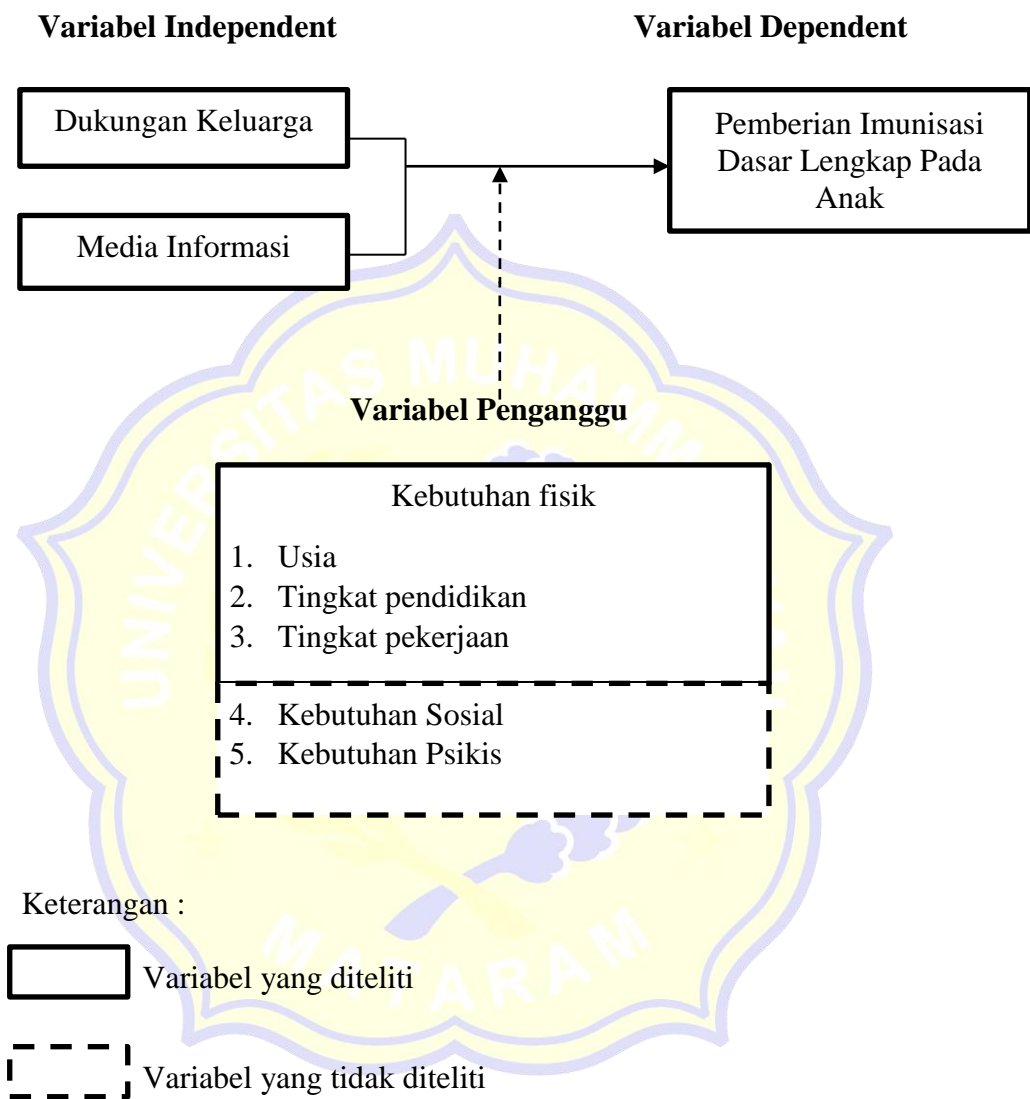 Variabel Independent
Variabel Dependent
Dukungan Keluarga
Media Informasi
Pemberian Imunisasi
Dasar Lengkap Pada
Anak
Variabel Penganggu
Kebutuhan fisik
1. Usia
2. Tingkat pendidikan
3. Tingkat pekerjaan
4. Kebutuhan Sosial
5. Kebutuhan Psikis
Keterangan :
Variabel yang diteliti
Variabel yang tidak diteliti
MATARAM